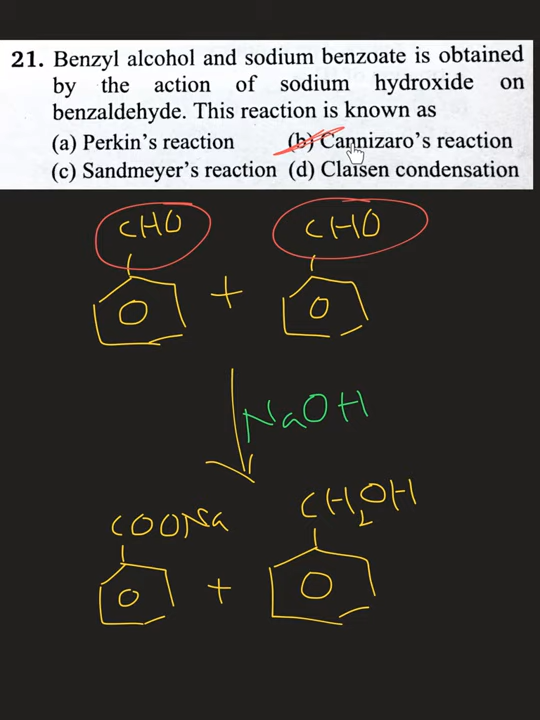 21. Benzyl alcohol and sodium benzoate is obtained
by the action of sodium hydroxide on
benzaldehyde. This reaction is known as
(a) Perkin's reaction (b) Cannizaro's reaction
(c) Sandmeyer's reaction (d) Claisen condensation
CHO CHO
+
NaOH
COONa CH2OH
+